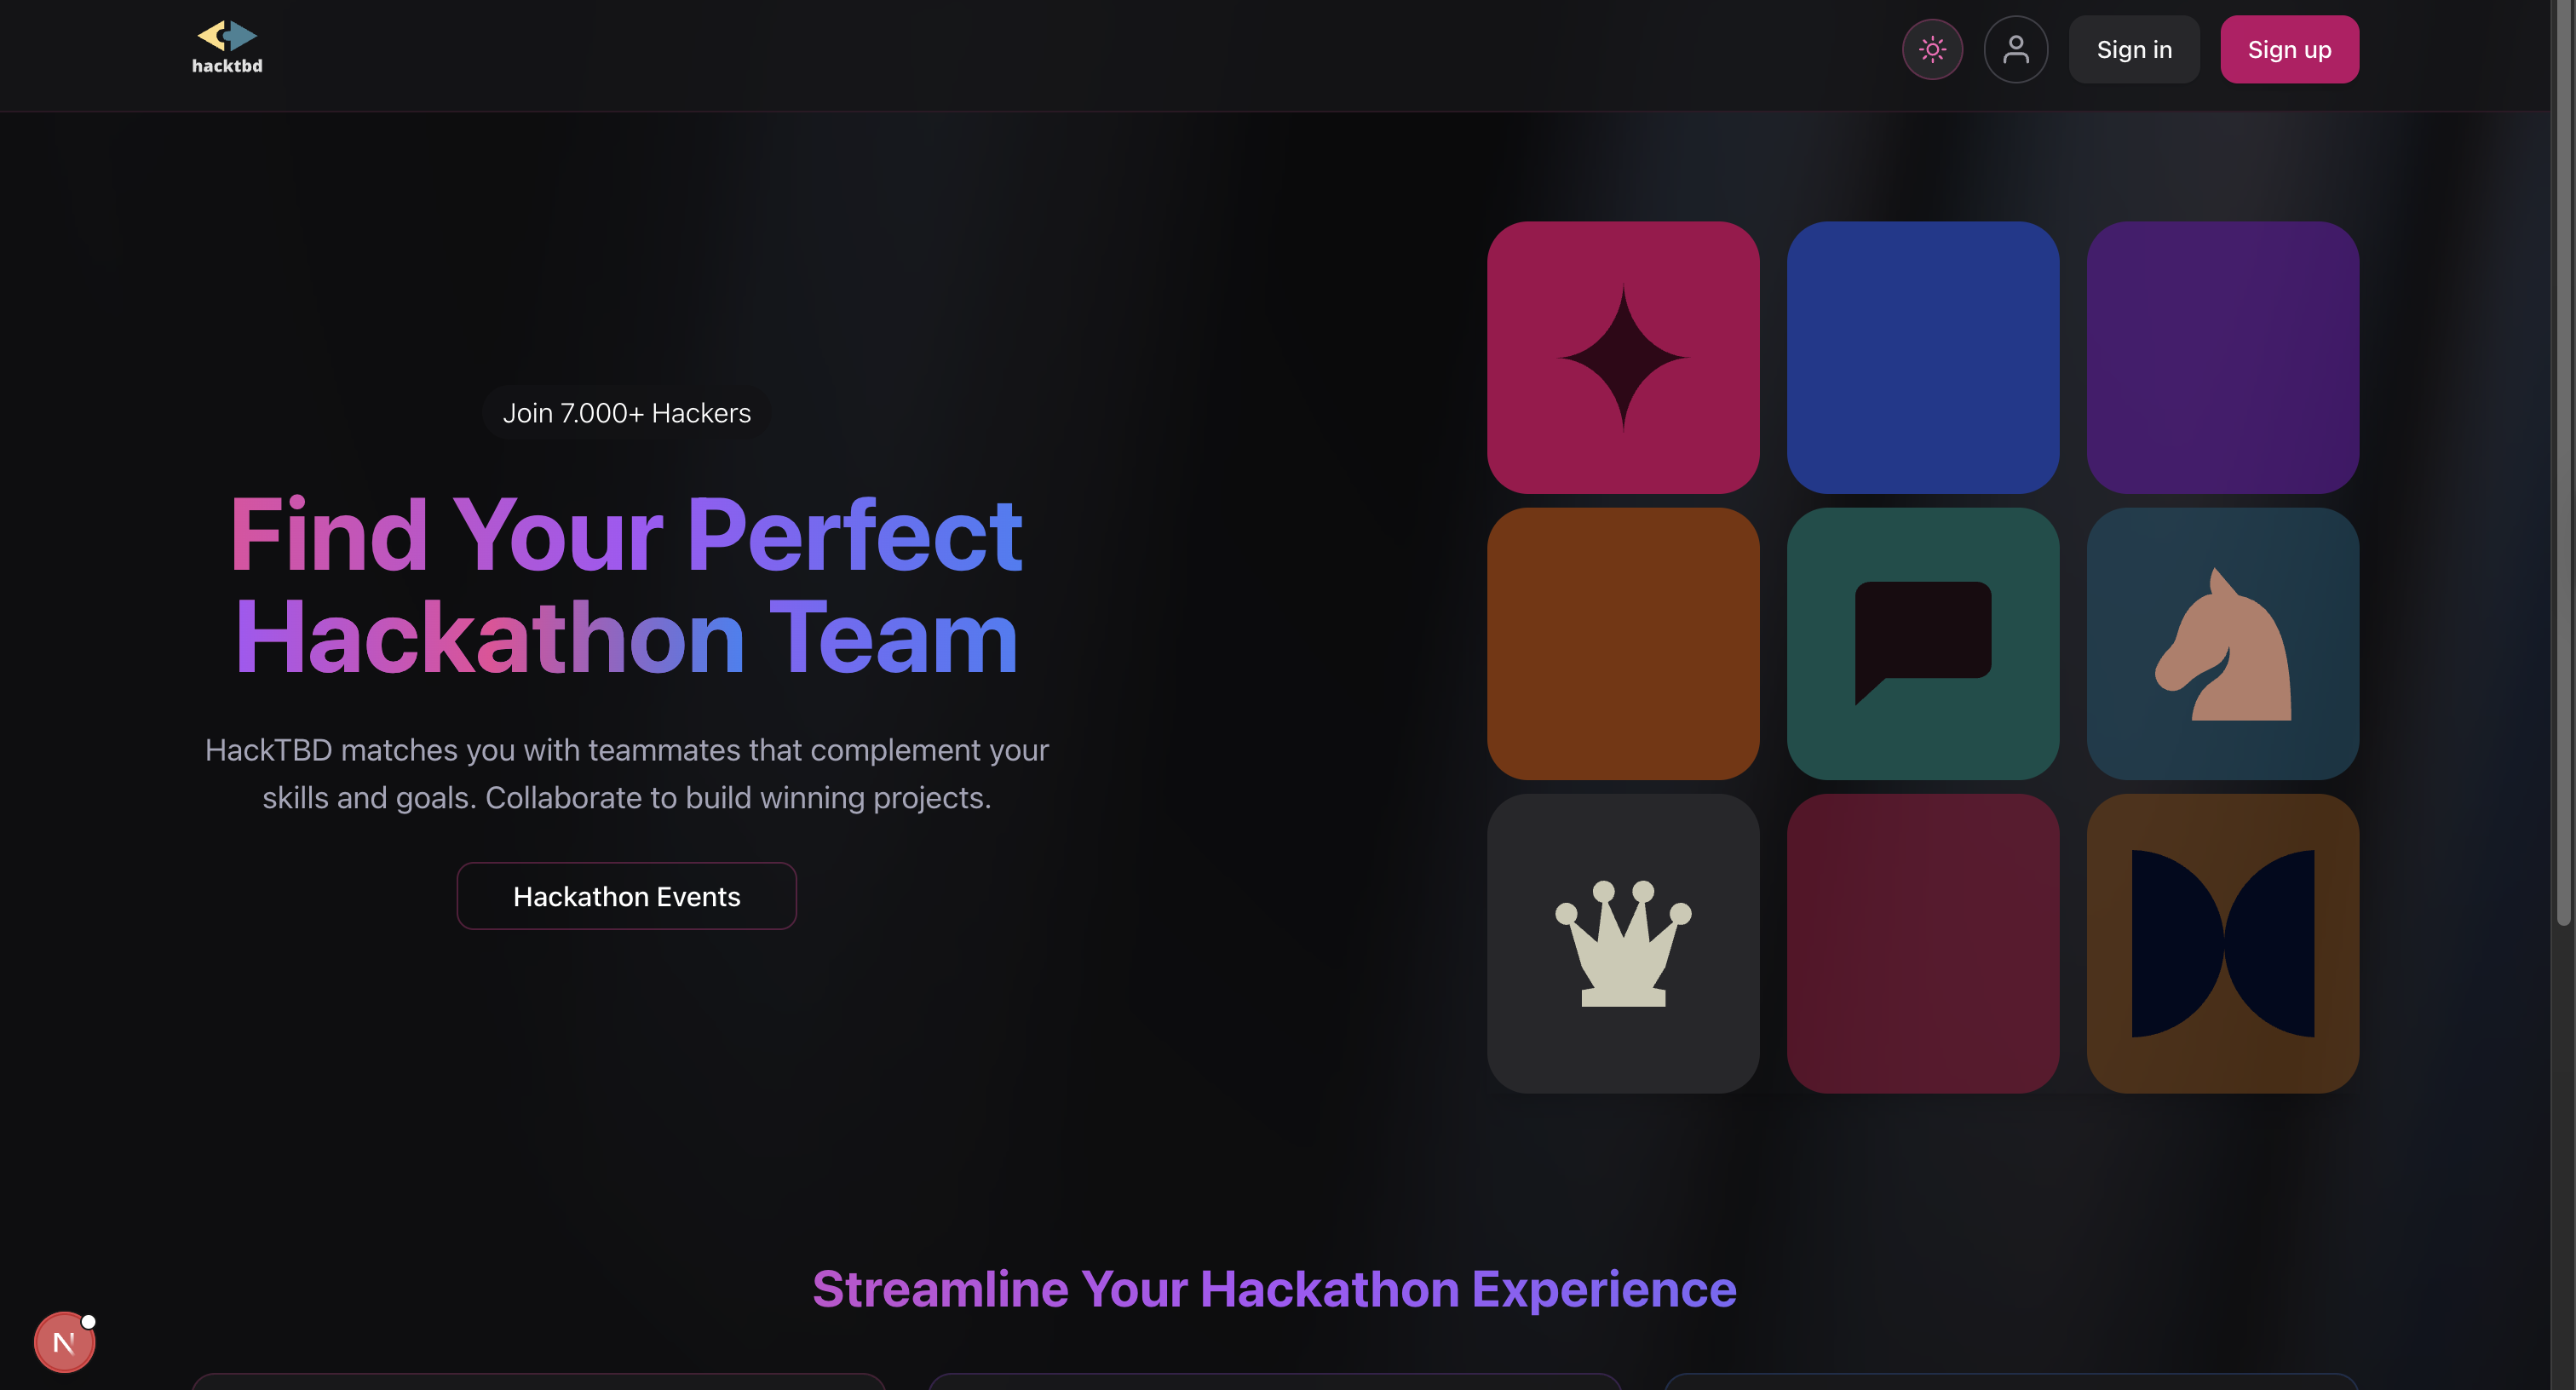 hacktbd
Sign in
Sign up
Join 7.000+ Hackers
Find Your Perfect
Hackathon Team
HackTBD matches you with teammates that complement your
skills and goals. Collaborate to build winning projects.
Hackathon Events
Streamline Your Hackathon Experience
N